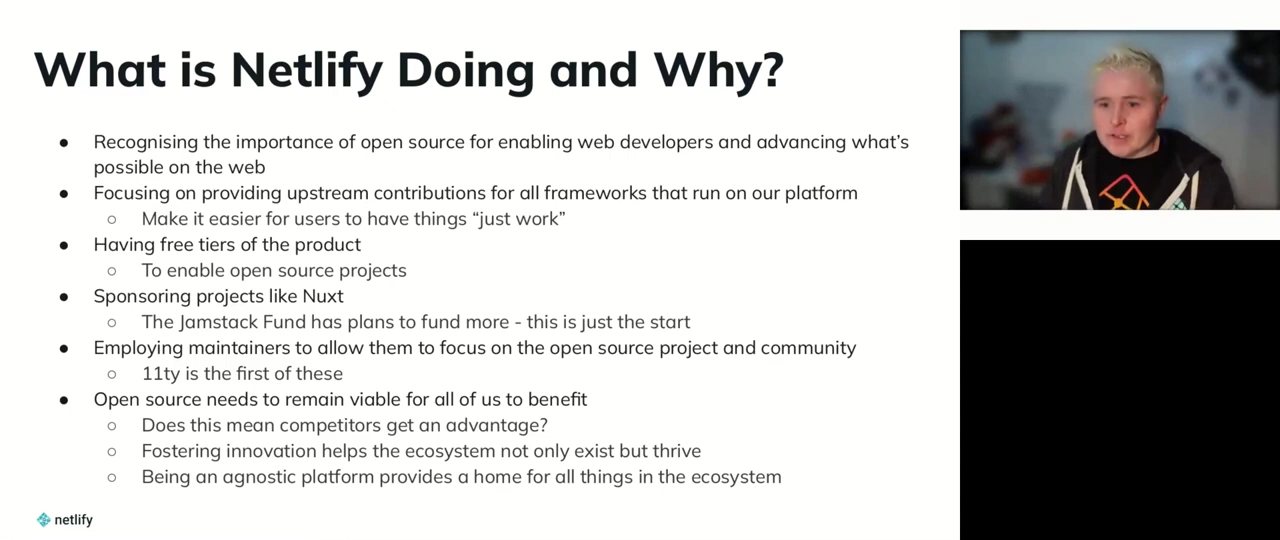 What is Netlify Doing and Why?
● Recognising the importance of open source for enabling web developers and advancing what's
possible on the web
● Focusing on providing upstream contributions for all frameworks that run on our platform
○ Make it easier for users to have things “just work”
● Having free tiers of the product
○ To enable open source projects
● Sponsoring projects like Nuxt
○ The Jamstack Fund has plans to fund more - this is just the start
● Employing maintainers to allow them to focus on the open source project and community
○ 11ty is the first of these
● Open source needs to remain viable for all of us to benefit
○ Does this mean competitors get an advantage?
○ Fostering innovation helps the ecosystem not only exist but thrive
○ Being an agnostic platform provides a home for all things in the ecosystem
netlify